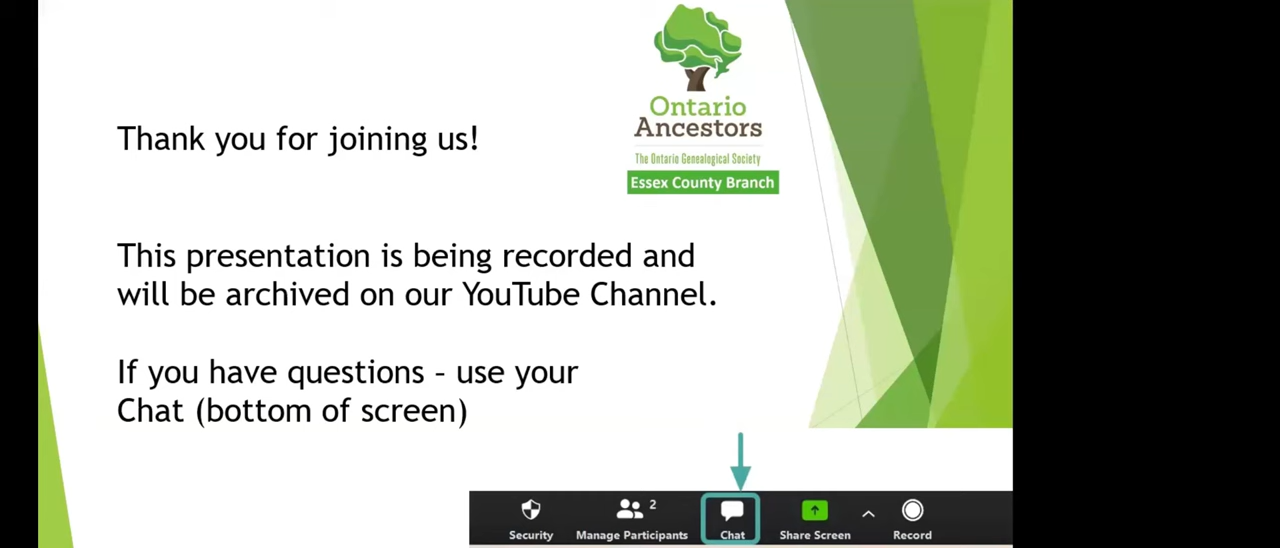 Ontario
Ancestors
The Ontario Genealogical Society
Essex County Branch
Thank you for joining us!
This presentation is being recorded and
will be archived on our YouTube Channel.
If you have questions – use your
Chat (bottom of screen)
2
Security
Manage Participants
Chat
Share Screen
Record